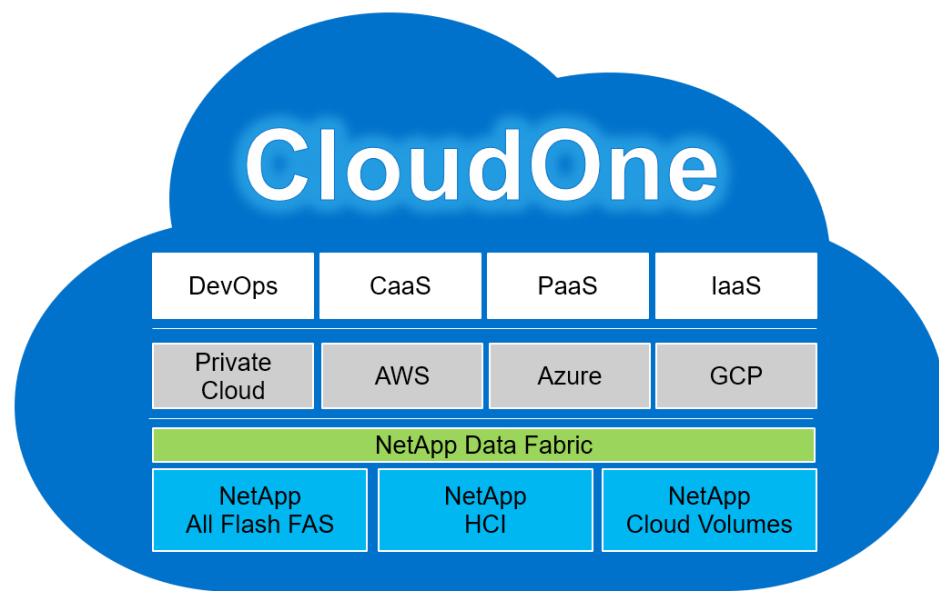 CloudOne
DevOps
CaaS
PaaS
IaaS
Private
Cloud
AWS
Azure
GCP
NetApp Data Fabric
NetApp
All Flash FAS
NetApp
HCI
NetApp
Cloud Volumes